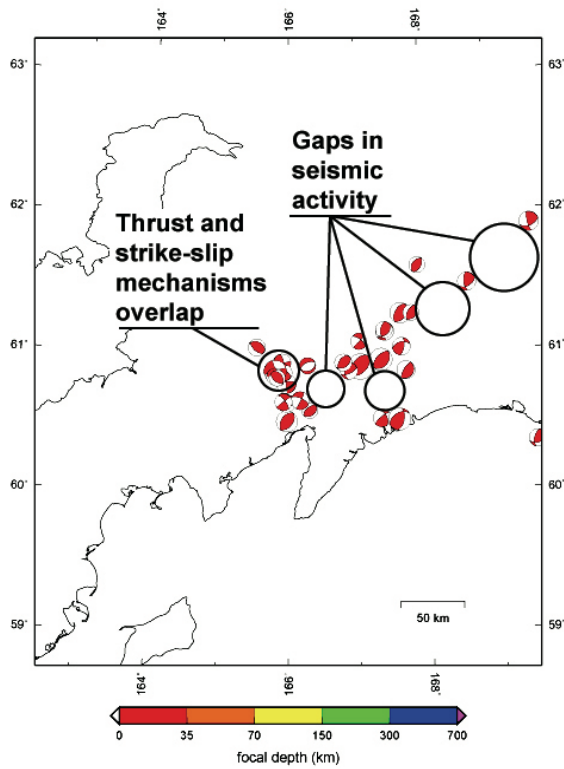 164˚
166˚
168˚
63˚
63˚
Gaps in
seismic
activity
62˚
62˚
Thrust and
strike-slip
mechanisms
overlap
61˚
61˚
60˚
60˚
59˚
59˚
50 km
164˚
166˚
168˚
0
35
70
150
300
700
focal depth (km)